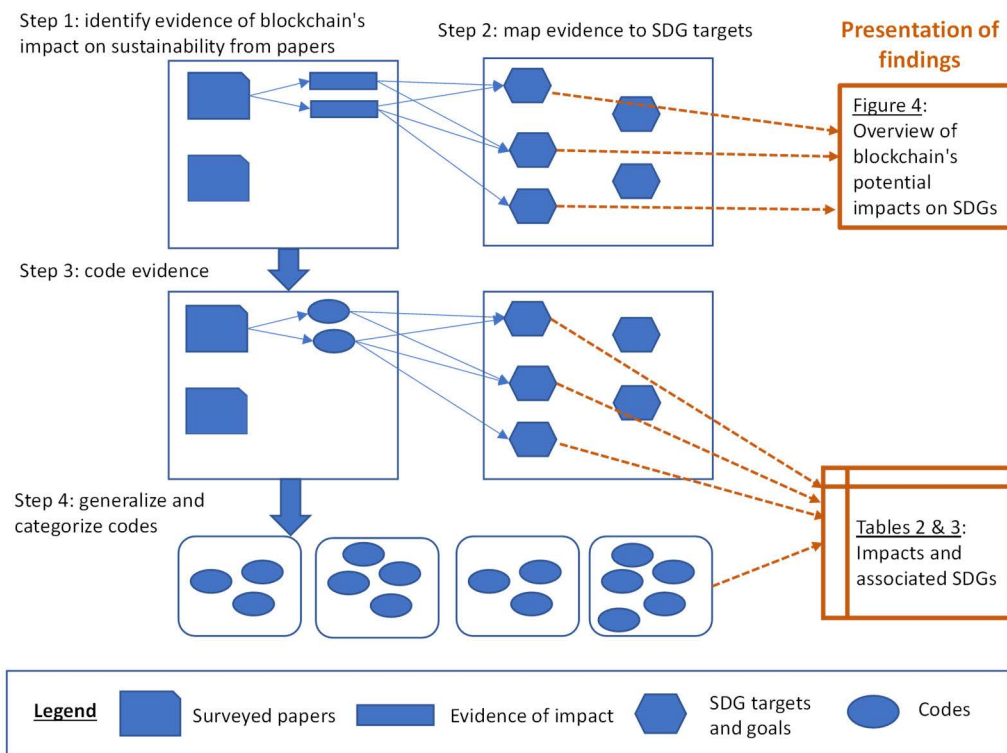 Step 1: identify evidence of blockchain's
impact on sustainability from papers
Step 2: map evidence to SDG targets
Presentation of
findings
Figure 4:
Overview of
blockchain's
potential
impacts on SDGs
Step 3: code evidence
Step 4: generalize and
categorize codes
Tables 2 & 3:
Impacts and
associated SDGs
Legend
Surveyed papers
Evidence of impact
SDG targets
and goals
Codes